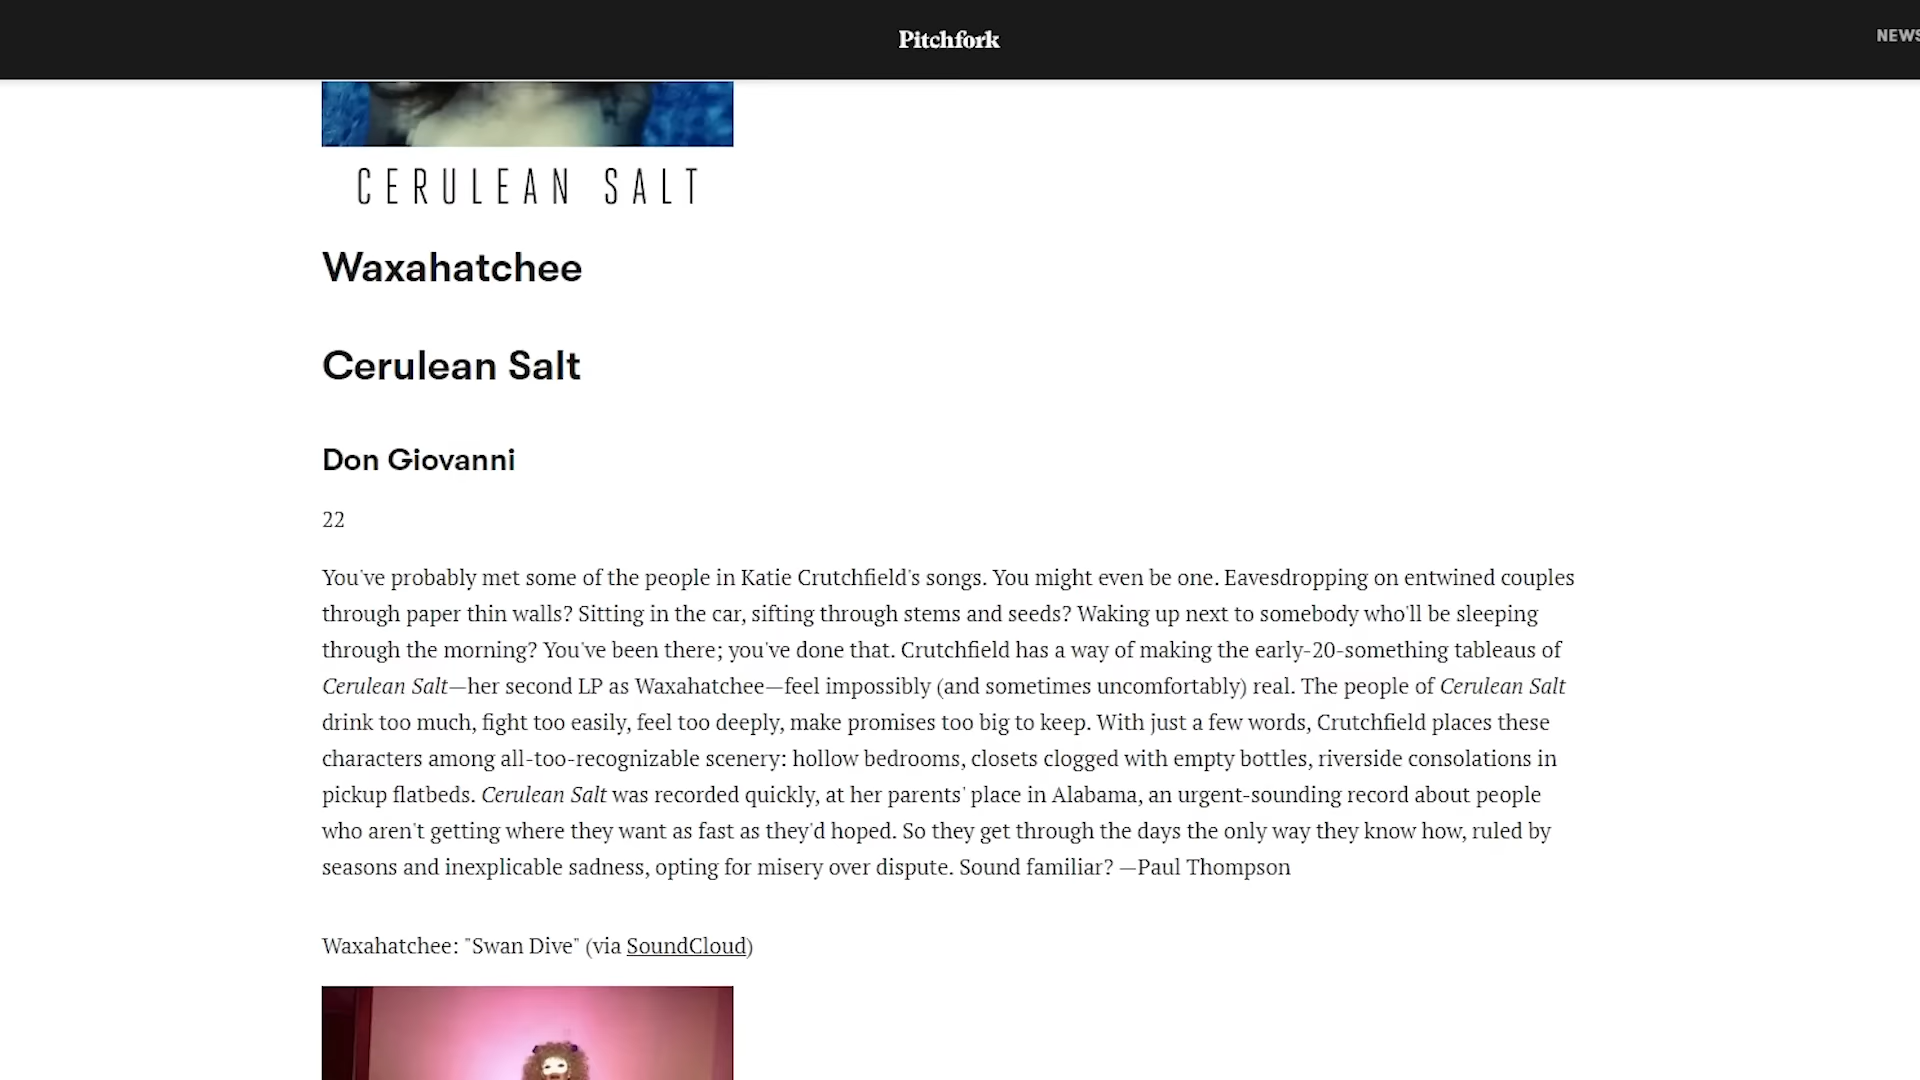 Pitchfork
NEWS
CERULEAN SALT
Waxahatchee
Cerulean Salt
Don Giovanni
22
You've probably met some of the people in Katie Crutchfield's songs. You might even be one. Eavesdropping on entwined couples
through paper thin walls? Sitting in the car, sifting through stems and seeds? Waking up next to somebody who'll be sleeping
through the morning? You've been there; you've done that. Crutchfield has a way of making the early-20-something tableaus of
Cerulean Salt—her second LP as Waxahatchee—feel impossibly (and sometimes uncomfortably) real. The people of Cerulean Salt
drink too much, fight too easily, feel too deeply, make promises too big to keep. With just a few words, Crutchfield places these
characters among all-too-recognizable scenery: hollow bedrooms, closets clogged with empty bottles, riverside consolations in
pickup flatbeds. Cerulean Salt was recorded quickly, at her parents' place in Alabama, an urgent-sounding record about people
who aren't getting where they want as fast as they'd hoped. So they get through the days the only way they know how, ruled by
seasons and inexplicable sadness, opting for misery over dispute. Sound familiar? —Paul Thompson
Waxahatchee: "Swan Dive" (via SoundCloud)